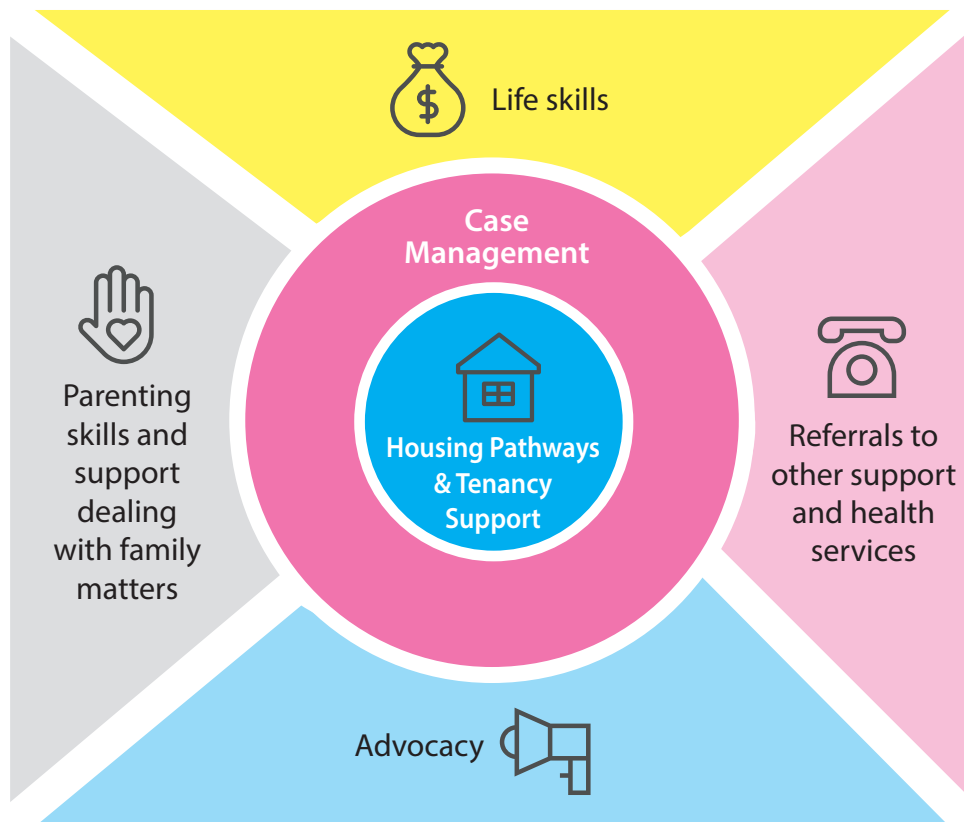 $
Life skills
Case
Management
Housing Pathways
& Tenancy
Support
Parenting
skills and
support
dealing
with family
matters
Referrals to
other support
and health
services
Advocacy